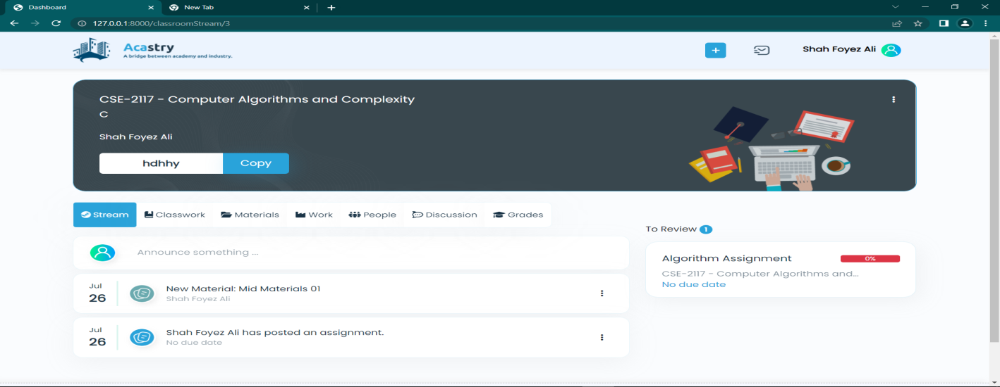 Dashboard
New Tab
127.0.0.1:8000/classroomStream/3
Acastry
A bridge between academy and industry.
Shah Foyez Ali
CSE-2117 - Computer Algorithms and Complexity
C
Shah Foyez Ali
hdhhy
Copy
Stream
Classwork
Materials
Work
People
Discussion
Grades
To Review 1
Announce something ...
Algorithm Assignment
0%
CSE-2117 - Computer Algorithms and...
No due date
Jul
26
New Material: Mid Materials 01
Shah Foyez Ali
Jul
26
Shah Foyez Ali has posted an assignment.
No due date